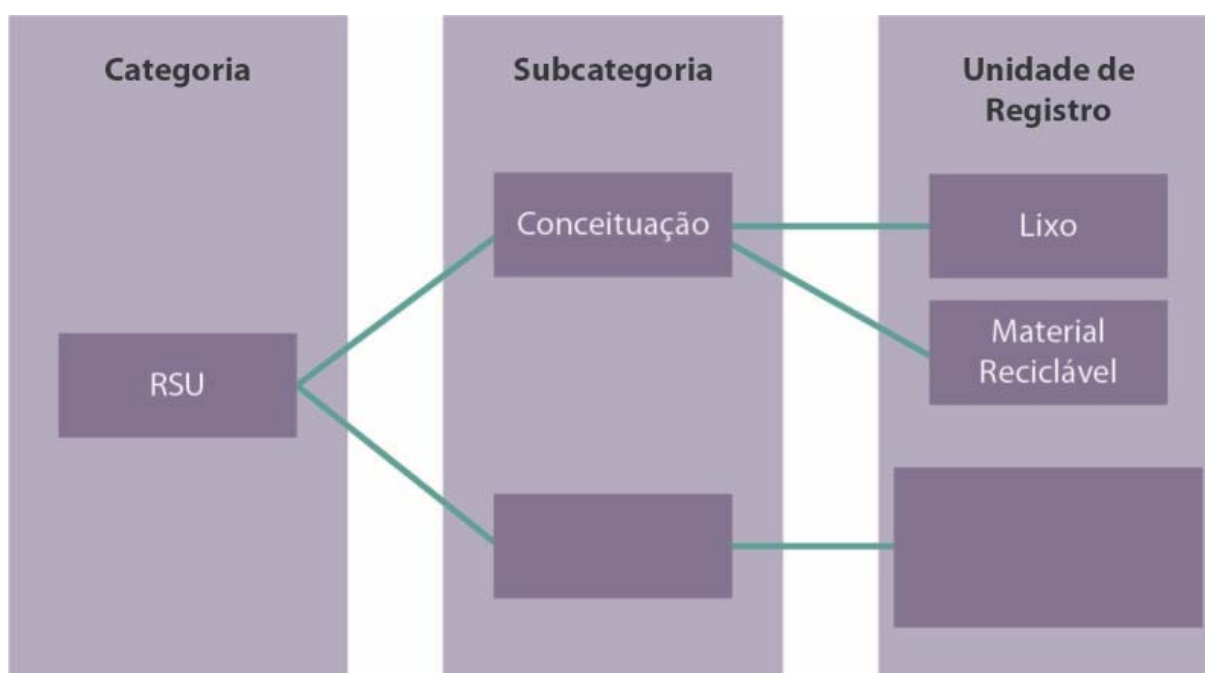 Categoria
Subcategoria
Unidade de
Registro
Conceituação
Lixo
Material
Reciclável
RSU